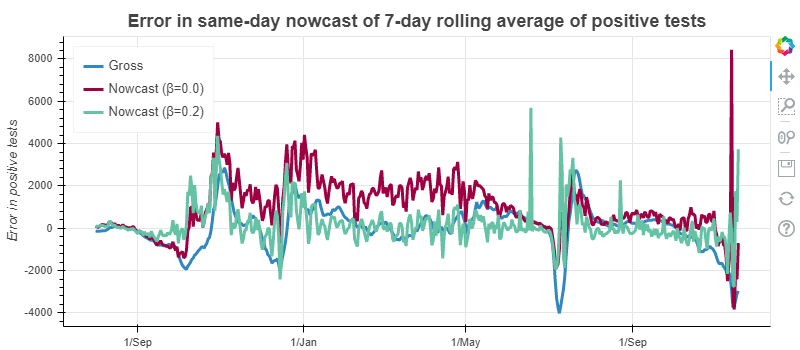 Error in same-day nowcast of 7-day rolling average of positive tests
Gross
Nowcast (β=0.0)
Nowcast (β=0.2)
Error in positive tests
8000
6000
4000
2000
0
-2000
-4000
1/Sep 1/Jan 1/May 1/Sep